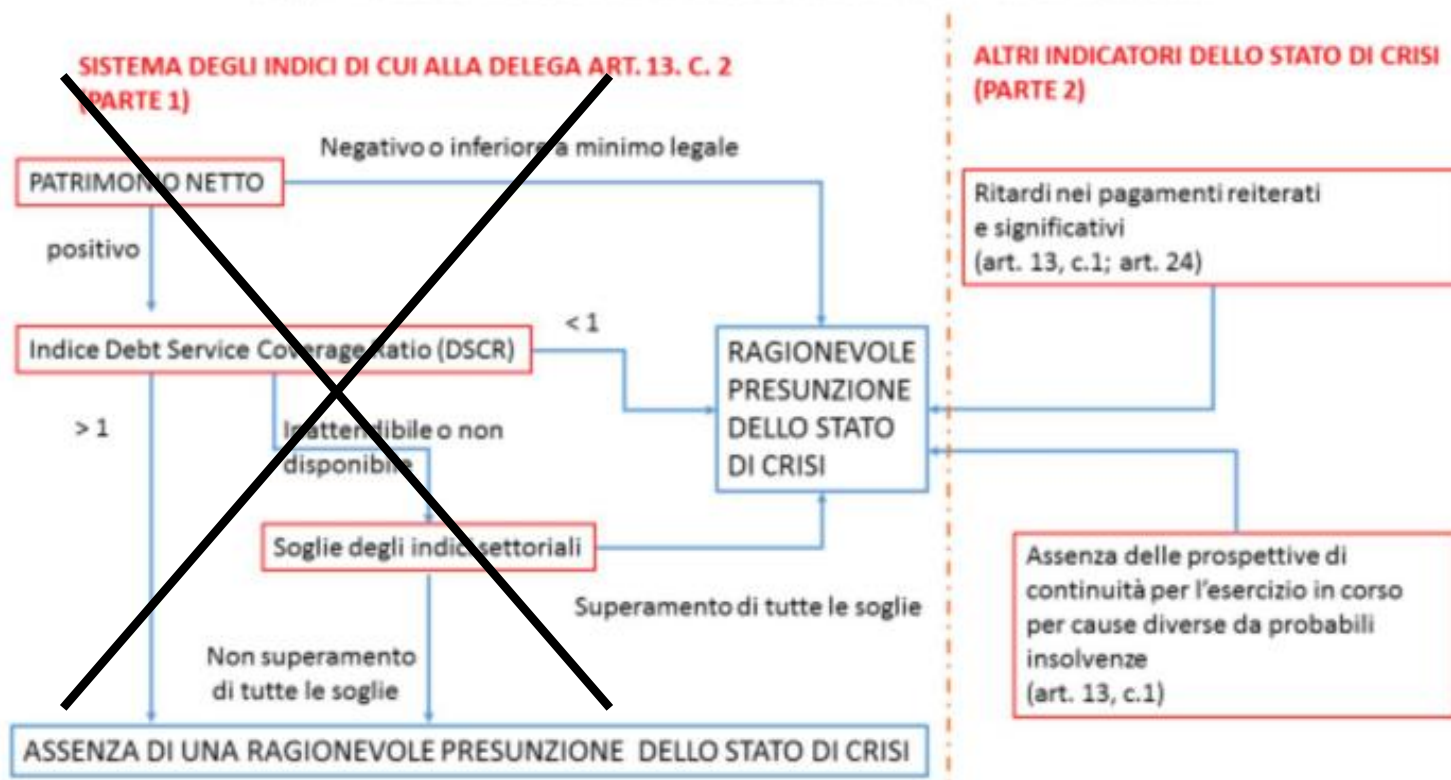 SISTEMA DEGLI INDICI DI CUI ALLA DELEGA ART. 13. C. 2
(PARTE 1)
Negativo o inferiore a minimo legale
PATRIMONIO NETTO
positivo
< 1
Indice Debt Service Coverage Ratio (DSCR)
> 1
Inattendibile o non
disponibile
RAGIONEVOLE
PRESUNZIONE
DELLO STATO
DI CRISI
Soglie degli indici settoriali
Superamento di tutte le soglie
Non superamento
di tutte le soglie
ASSENZA DI UNA RAGIONEVOLE PRESUNZIONE DELLO STATO DI CRISI
ALTRI INDICATORI DELLO STATO DI CRISI
(PARTE 2)
Ritardi nei pagamenti reiterati
e significativi
(art. 13, c.1; art. 24)
Assenza delle prospettive di
continuità per l'esercizio in corso
per cause diverse da probabili
insolvenze
(art. 13, c.1)